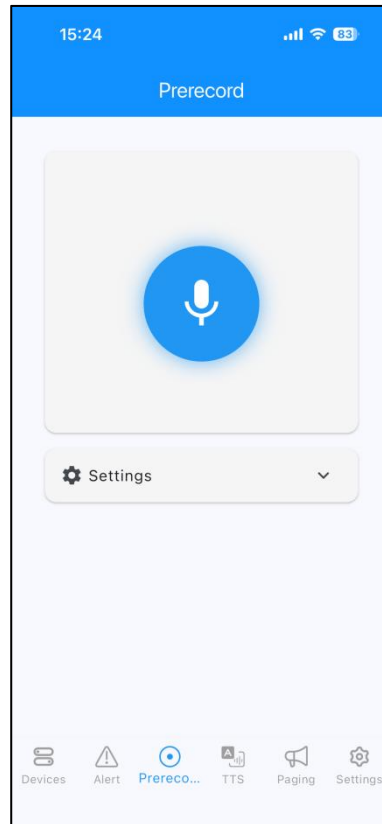 15:24 83
Prerecord
Settings
A
Devices Alert Prereco... TTS Paging Settings